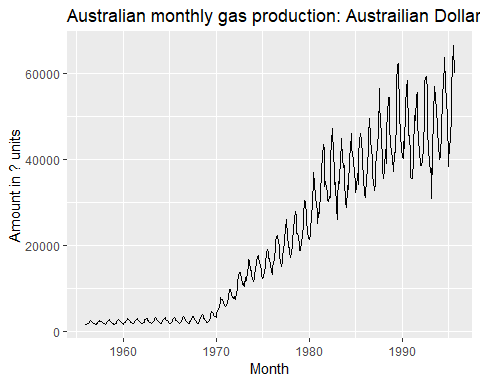 Australian monthly gas production: Austrailian Dollar
60000
40000
20000
0
Amount in ? units
1960 1970 1980 1990
Month